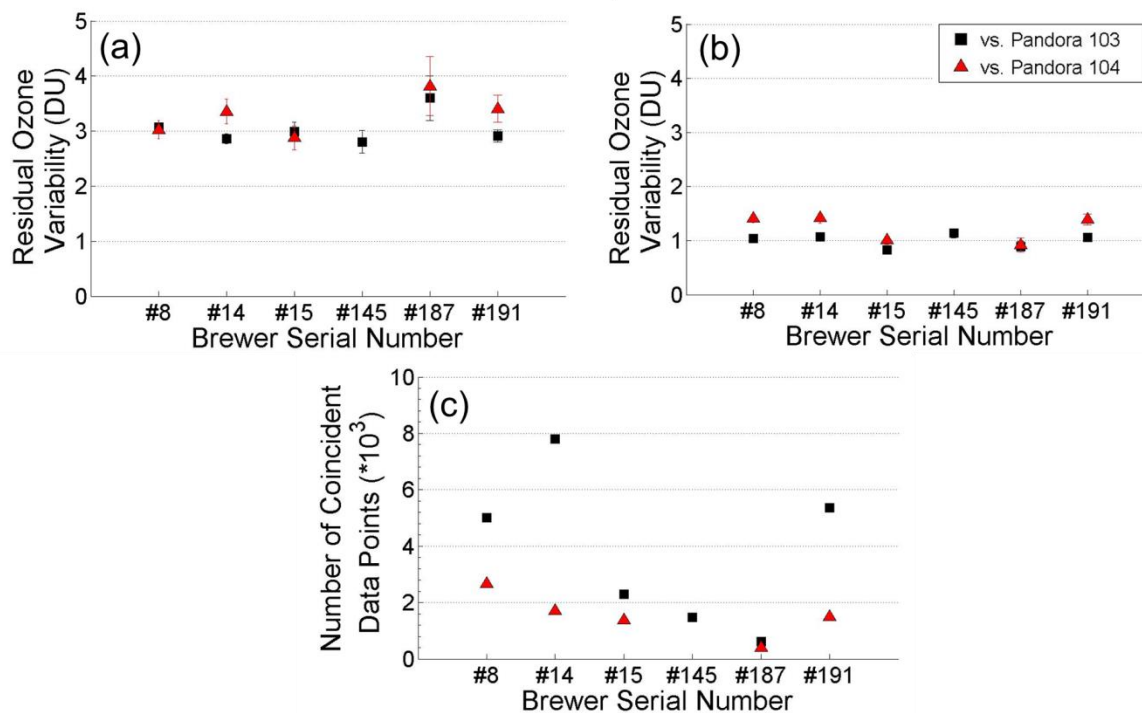 (a)
Residual Ozone
Variability (DU)
5
4
3
2
1
0
#8 #14 #15 #145 #187 #191
Brewer Serial Number
(b)
Residual Ozone
Variability (DU)
5
4
3
2
1
0
#8 #14 #15 #145 #187 #191
Brewer Serial Number
vs. Pandora 103
vs. Pandora 104
(c)
Number of Coincident
Data Points (*10³)
10
8
6
4
2
0
#8 #14 #15 #145 #187 #191
Brewer Serial Number